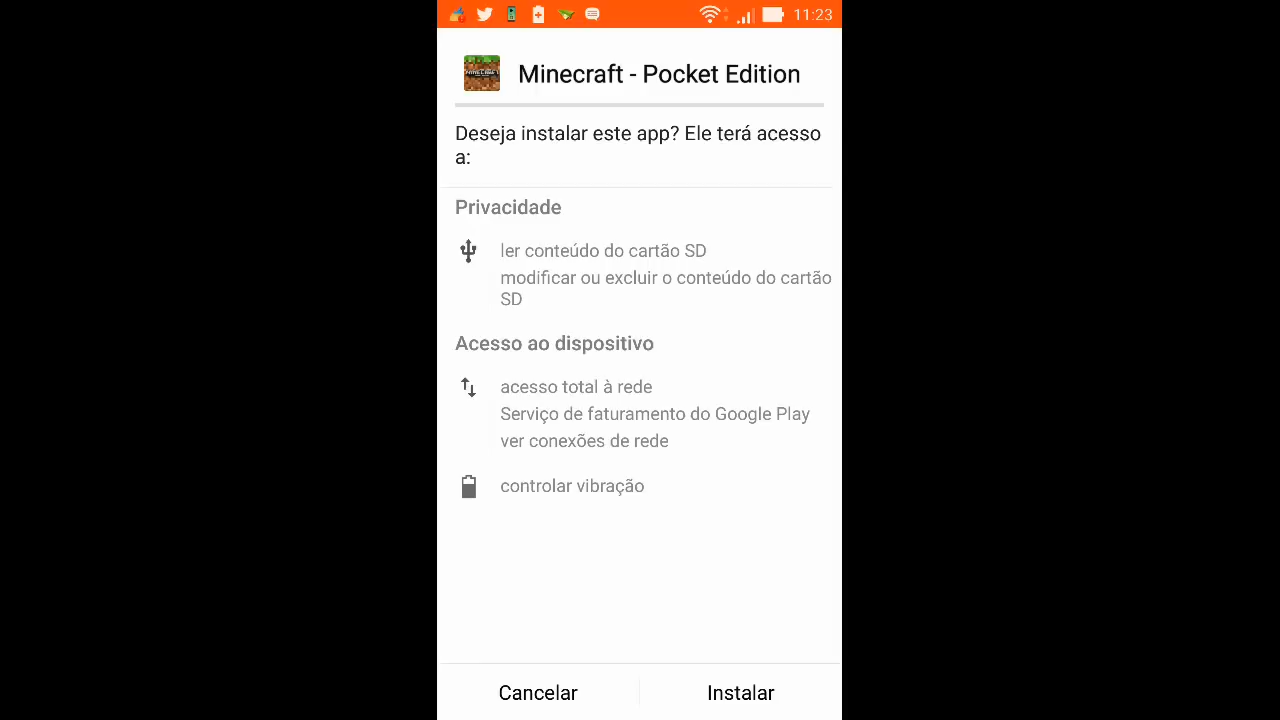 11:23
Minecraft - Pocket Edition
Deseja instalar este app? Ele terá acesso
a:
Privacidade
ler conteúdo do cartão SD
modificar ou excluir o conteúdo do cartão
SD
Acesso ao dispositivo
acesso total à rede
Serviço de faturamento do Google Play
ver conexões de rede
controlar vibração
Cancelar
Instalar